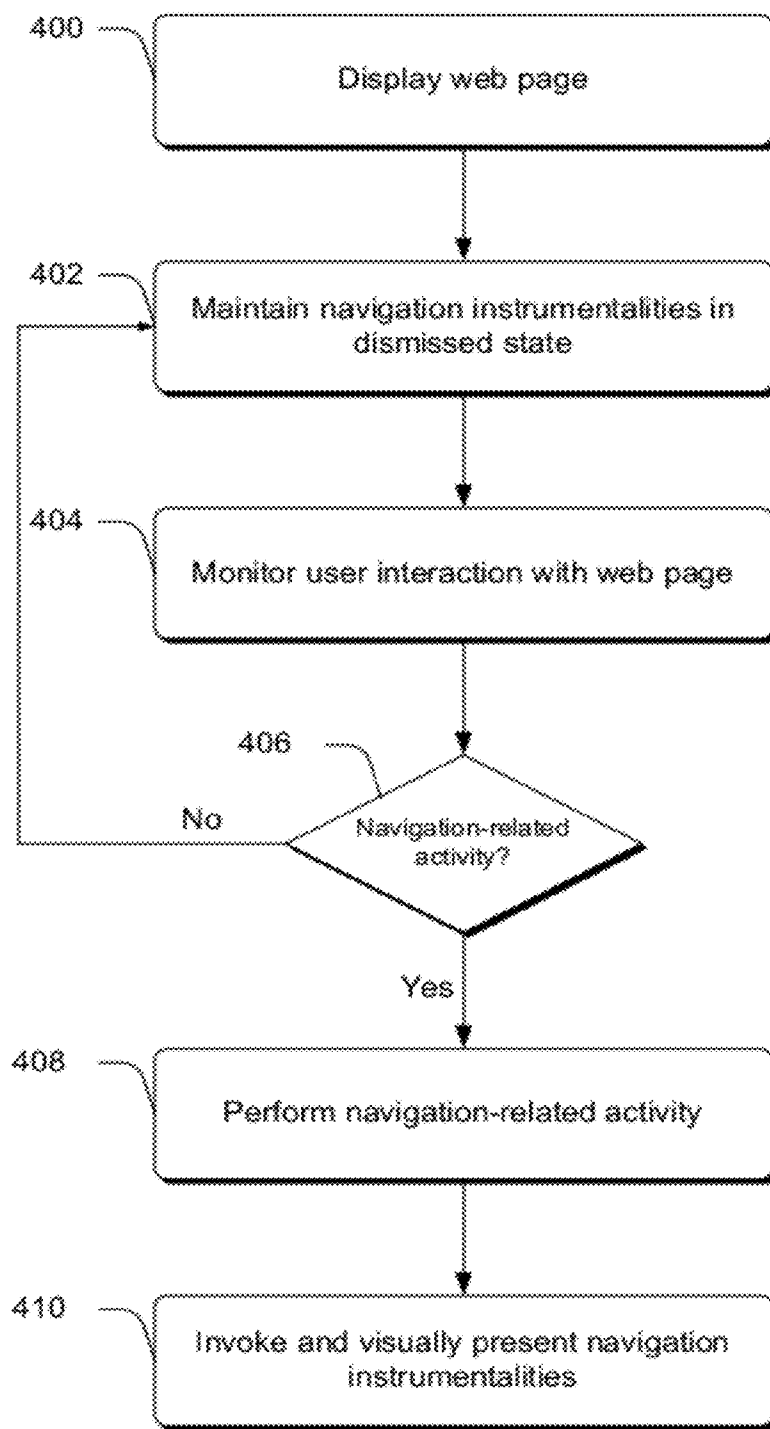 400
Display web page
402
Maintain navigation instrumentalities in
dismissed state
404
Monitor user interaction with web page
406
No
Navigation-related
activity?
Yes
408
Perform navigation-related activity
410
Invoke and visually present navigation
instrumentalities